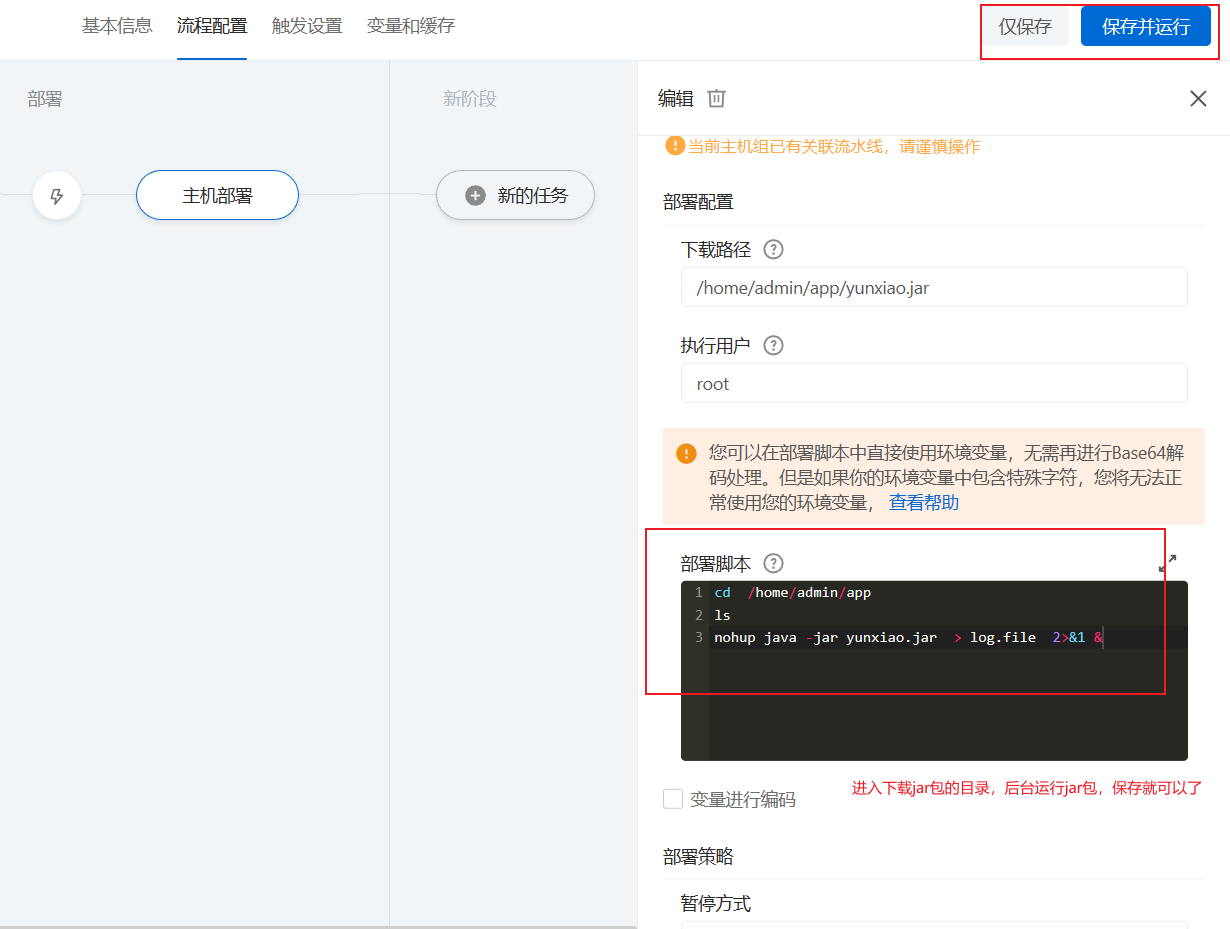 基本信息 流程配置 触发设置 变量和缓存 仅保存 保存并运行
部署 新阶段
主机部署 新的任务
编辑
当前主机组已有关联流水线，请谨慎操作
部署配置
下载路径
/home/admin/app/yunxiao.jar
执行用户
root
您可以在部署脚本中直接使用环境变量，无需再进行Base64解
码处理。但是如果你的环境变量中包含特殊字符，您将无法正
常使用您的环境变量， 查看帮助
部署脚本
1 cd  /home/admin/app
2 ls
3 nohup java -jar yunxiao.jar  > log.file  2>&1 &
进入下载jar包的目录，后台运行jar包，保存就可以了
变量进行编码
部署策略
暂停方式